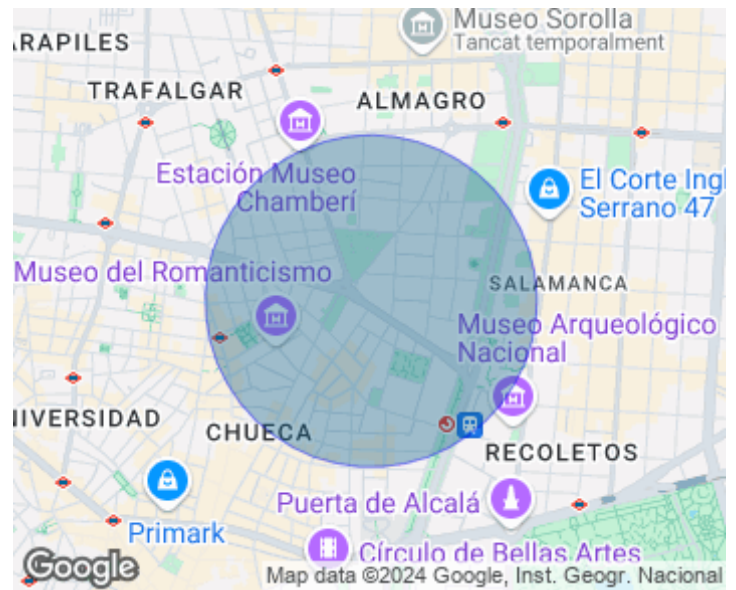 ARAPILES
Museo Sorolla
Tancat temporalment
TRAFALGAR
ALMAGRO
Estación Museo
Chamberí
El Corte Ingl
Serrano 47
Museo del Romanticismo
SALAMANCA
Museo Arqueológico
Nacional
IVERSIDAD
CHUECA
RECOLETOS
Puerta de Alcalá
Primark
Círculo de Bellas Artes
Google
Map data ©2024 Google, Inst. Geogr. Nacional